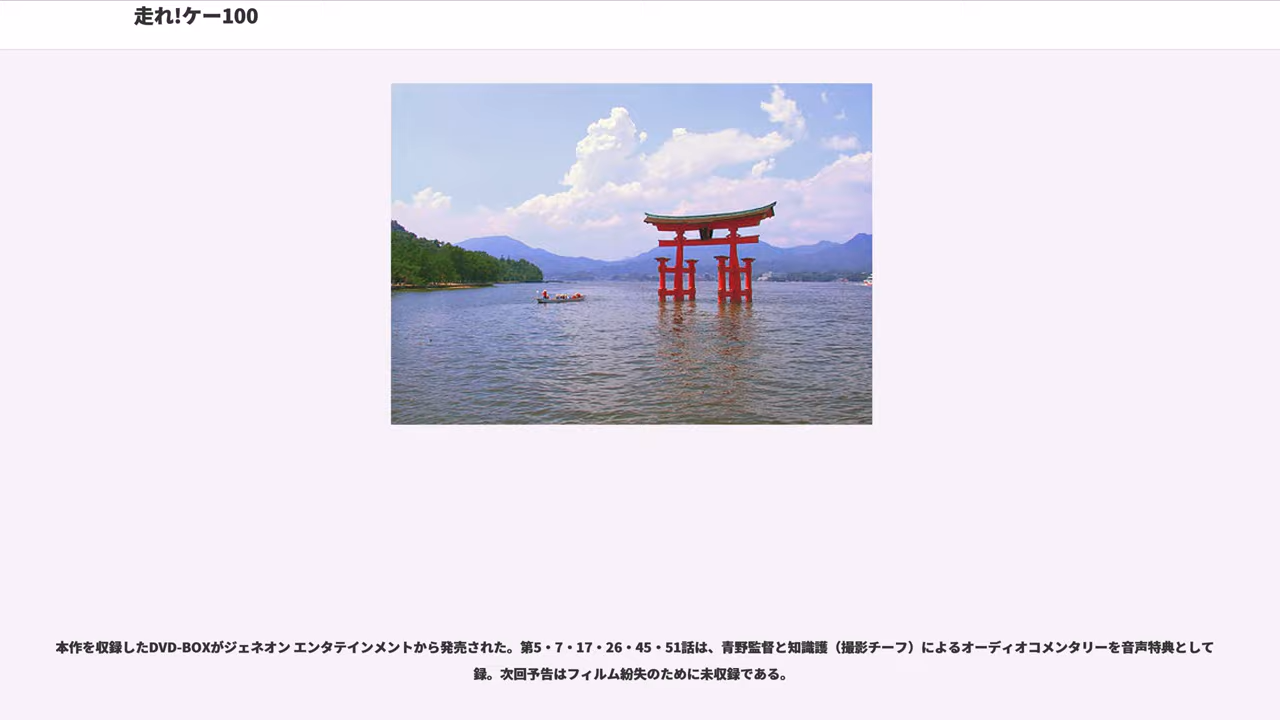 走れ!ケー100
本作を収録したDVD-BOXがジェネオン エンタテインメントから発売された。第5・7・17・26・45・51話は、青野監督と知識護（撮影チーフ）によるオーディオコメンタリーを音声特典として
録。次回予告はフィルム紛失のために未収録である。